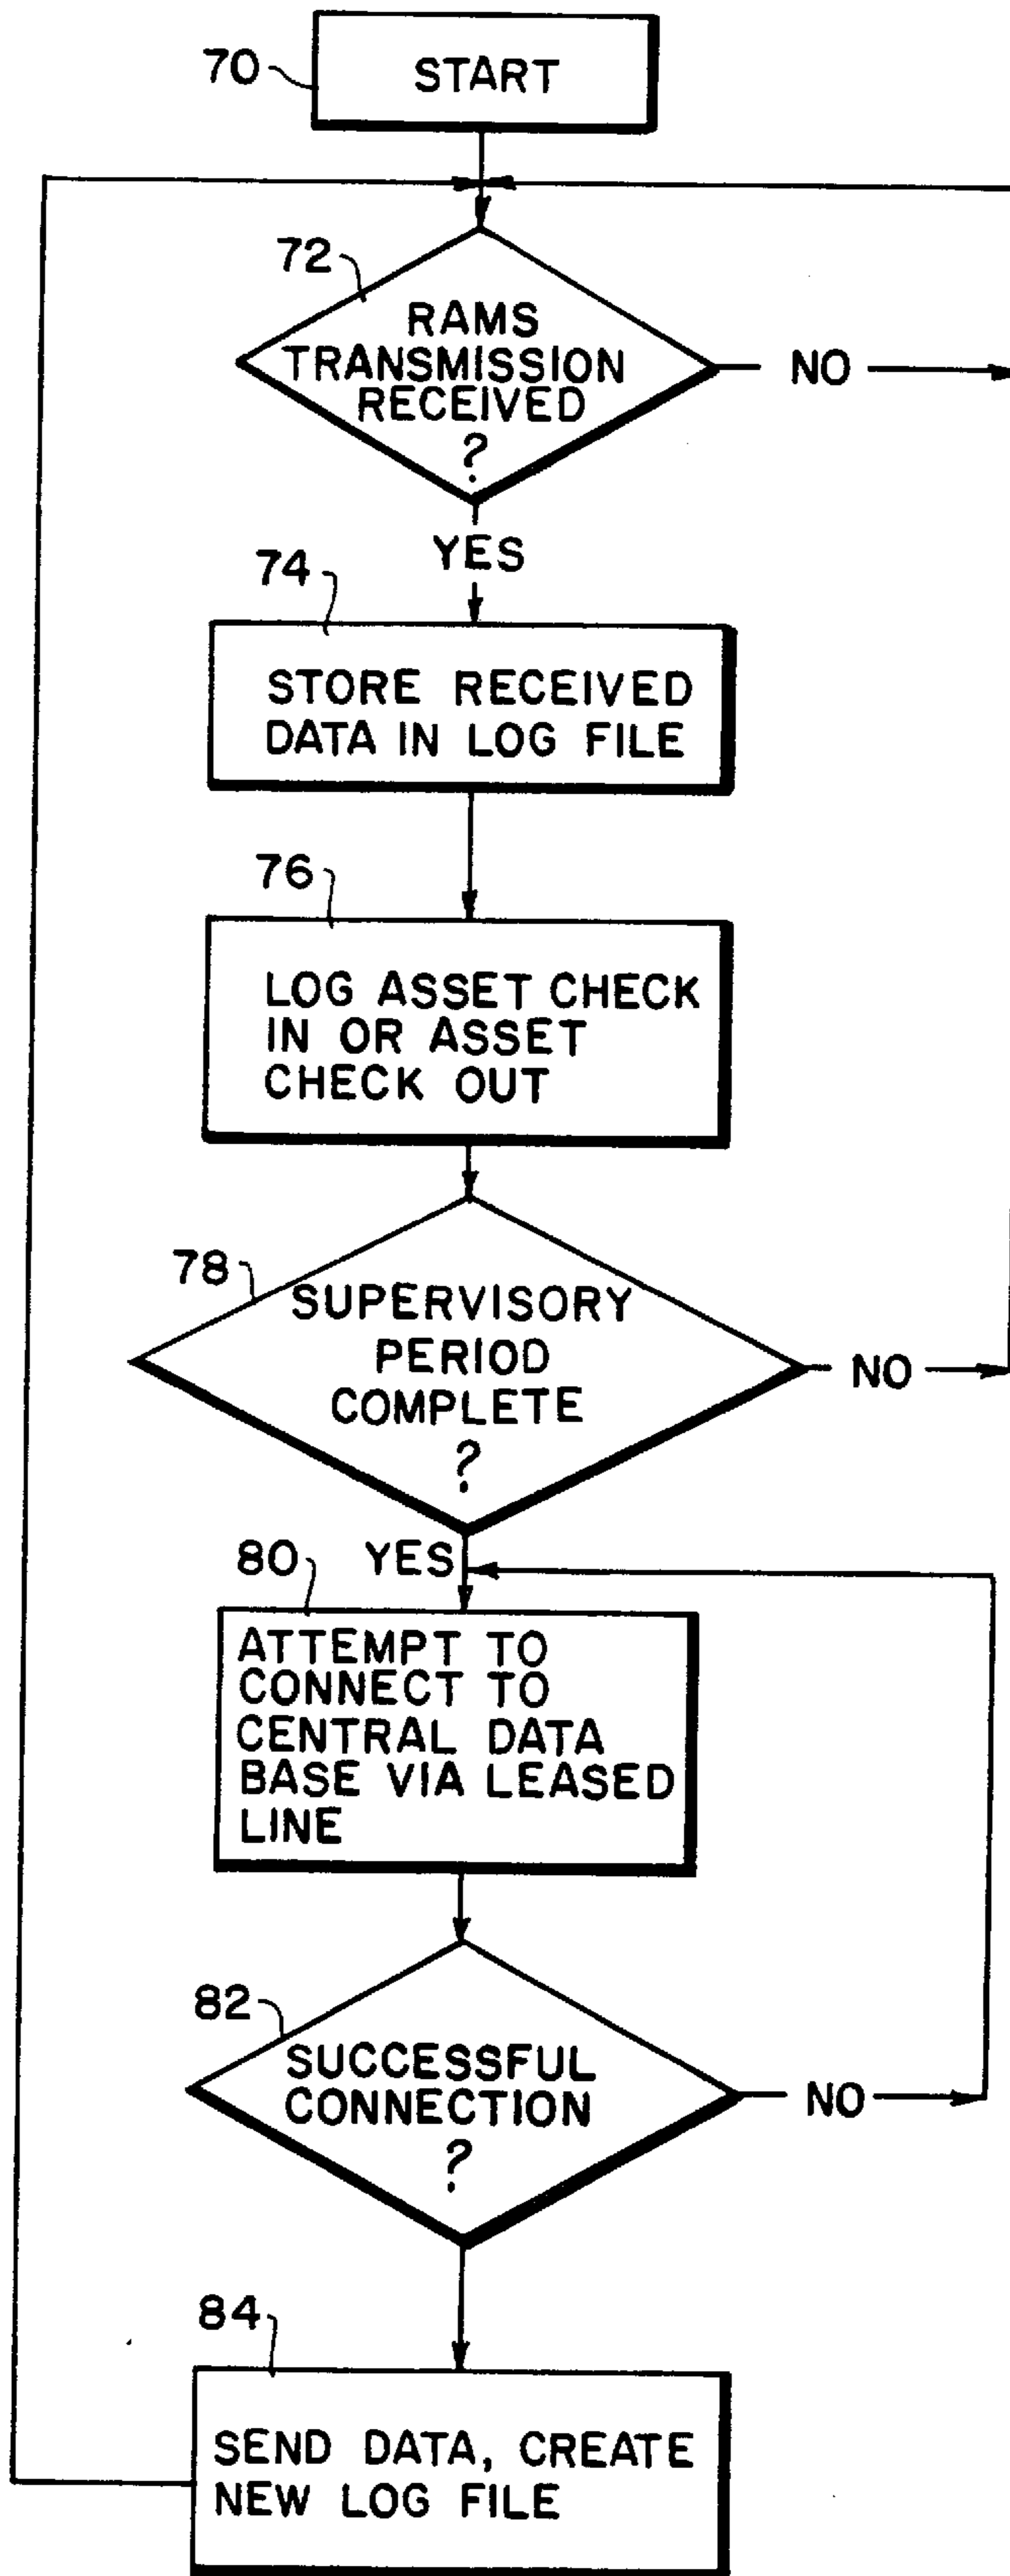 70
START
72
RAMS
TRANSMISSION
RECEIVED
?
NO
YES
74
STORE RECEIVED
DATA IN LOG FILE
76
LOG ASSET CHECK
IN OR ASSET
CHECK OUT
78
SUPERVISORY
PERIOD
COMPLETE
?
NO
YES
80
ATTEMPT TO
CONNECT TO
CENTRAL DATA
BASE VIA LEASED
LINE
82
SUCCESSFUL
CONNECTION
?
NO
84
SEND DATA, CREATE
NEW LOG FILE